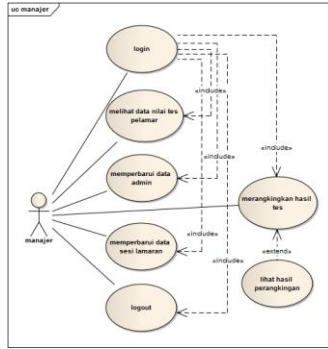 uc manajer
login
«include»
melihat data nilai tes
pelamar
«include»
«include»
memperbarui data
admin
merangkingkan hasil
tes
manajer
memperbarui data
sesi lamaran
«include»
«extend»
lihat hasil
perangkingan
logout
«include»